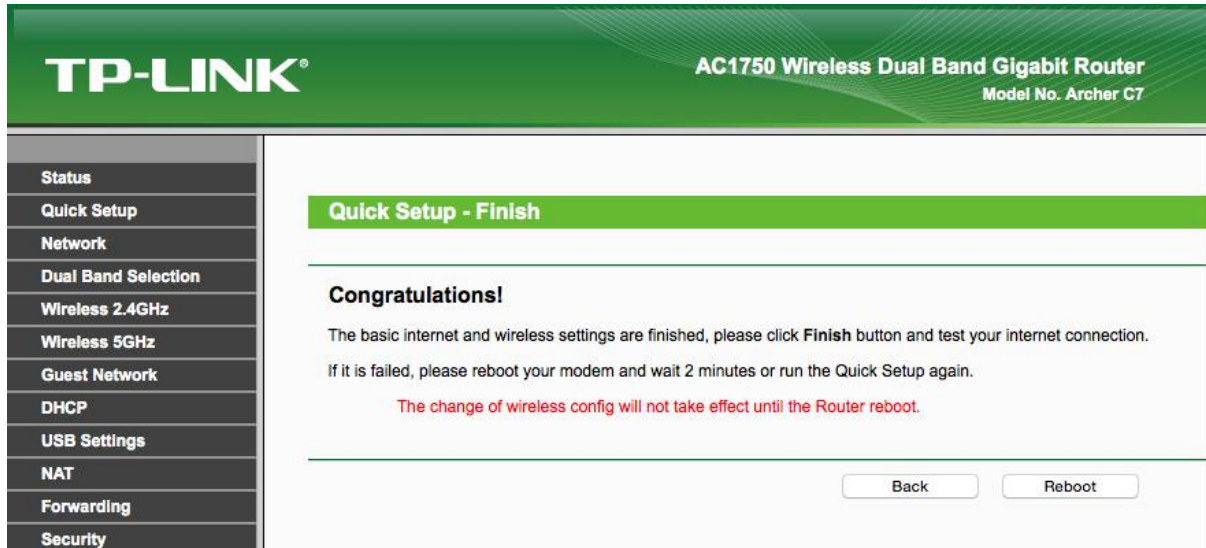 TP-LINK®
AC1750 Wireless Dual Band Gigabit Router
Model No. Archer C7
Status
Quick Setup
Network
Dual Band Selection
Wireless 2.4GHz
Wireless 5GHz
Guest Network
DHCP
USB Settings
NAT
Forwarding
Security
Quick Setup - Finish
Congratulations!
The basic internet and wireless settings are finished, please click Finish button and test your internet connection.
If it is failed, please reboot your modem and wait 2 minutes or run the Quick Setup again.
The change of wireless config will not take effect until the Router reboot.
Back Reboot